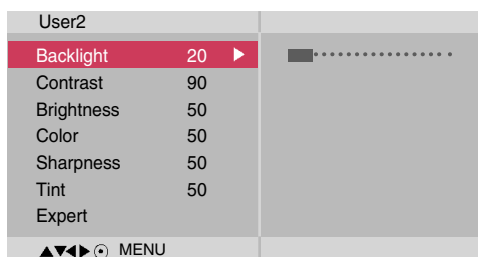 User2
Backlight 20 ▶
Contrast 90
Brightness 50
Color 50
Sharpness 50
Tint 50
Expert
▲▼◀▶⊙ MENU